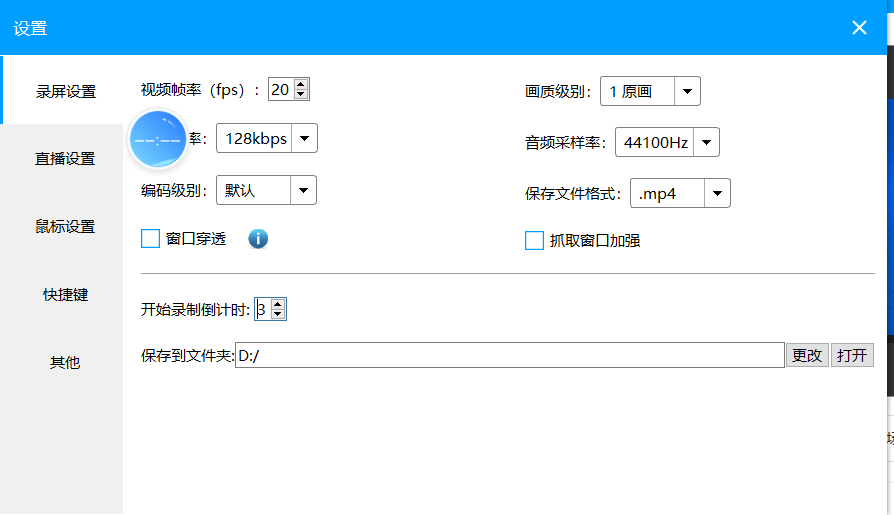 设置
录屏设置
直播设置
鼠标设置
快捷键
其他
视频帧率（fps）：20
画质级别：1 原画
--:--
率：128kbps
音频采样率：44100Hz
编码级别：默认
保存文件格式：.mp4
窗口穿透
抓取窗口加强
开始录制倒计时: 3
保存到文件夹: D:/ 更改 打开